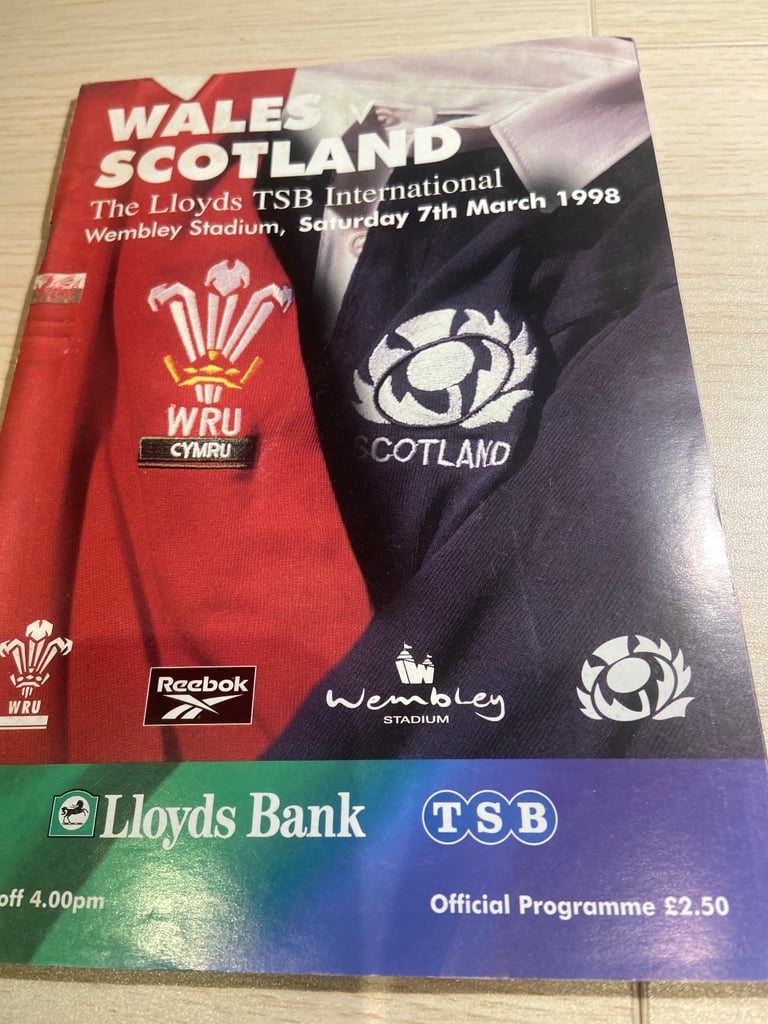 WALES v
SCOTLAND
The Lloyds TSB International
Wembley Stadium, Saturday 7th March 1998
WRU
CYMRU
SCOTLAND
WRU
Reebok
Wembley
STADIUM
Lloyds Bank
TSB
off 4.00pm
Official Programme £2.50